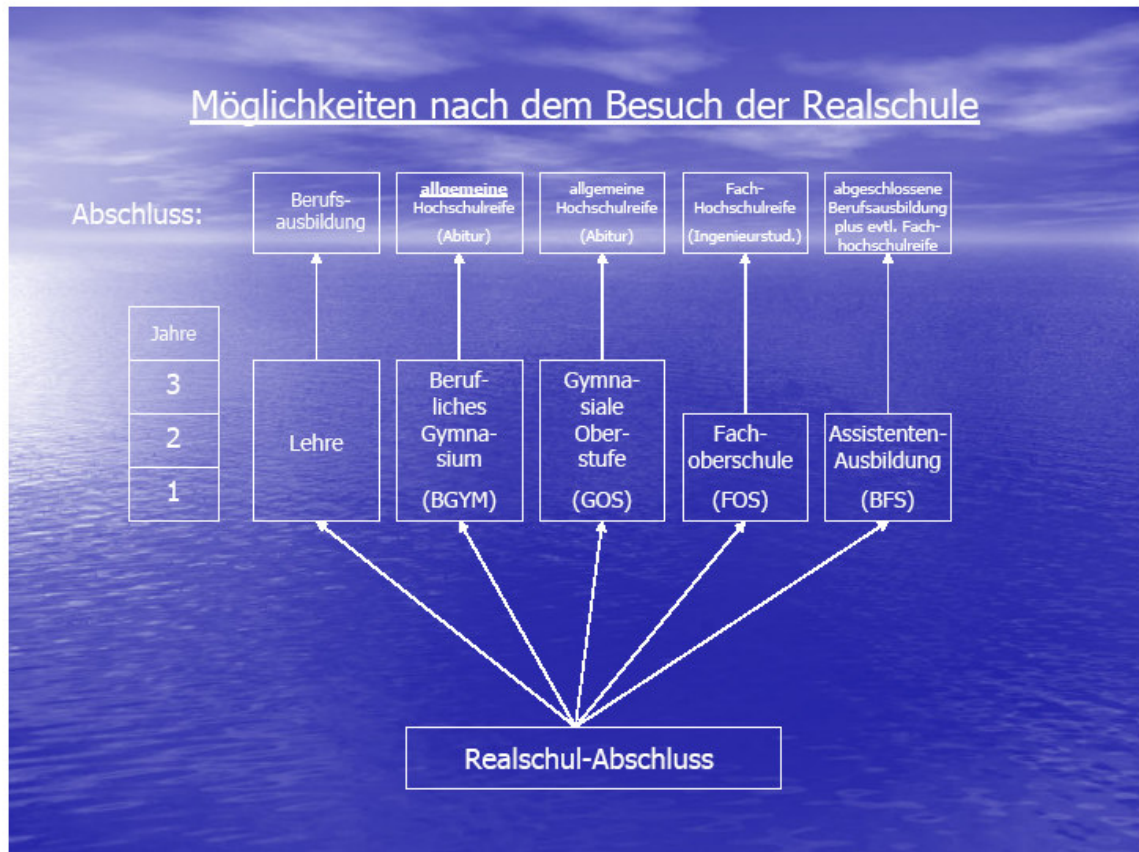 Möglichkeiten nach dem Besuch der Realschule
Abschluss:
Berufs-
ausbildung
allgemeine
Hochschulreife
(Abitur)
allgemeine
Hochschulreife
(Abitur)
Fach-
Hochschulreife
(Ingenieurstud.)
abgeschlossene
Berufsausbildung
plus evtl. Fach-
hochschulreife
Jahre
3
2
1
Lehre
Beruf-
liches
Gymna-
sium
(BGYM)
Gymna-
siale
Ober-
stufe
(GOS)
Fach-
oberschule
(FOS)
Assistenten-
Ausbildung
(BFS)
Realschul-Abschluss